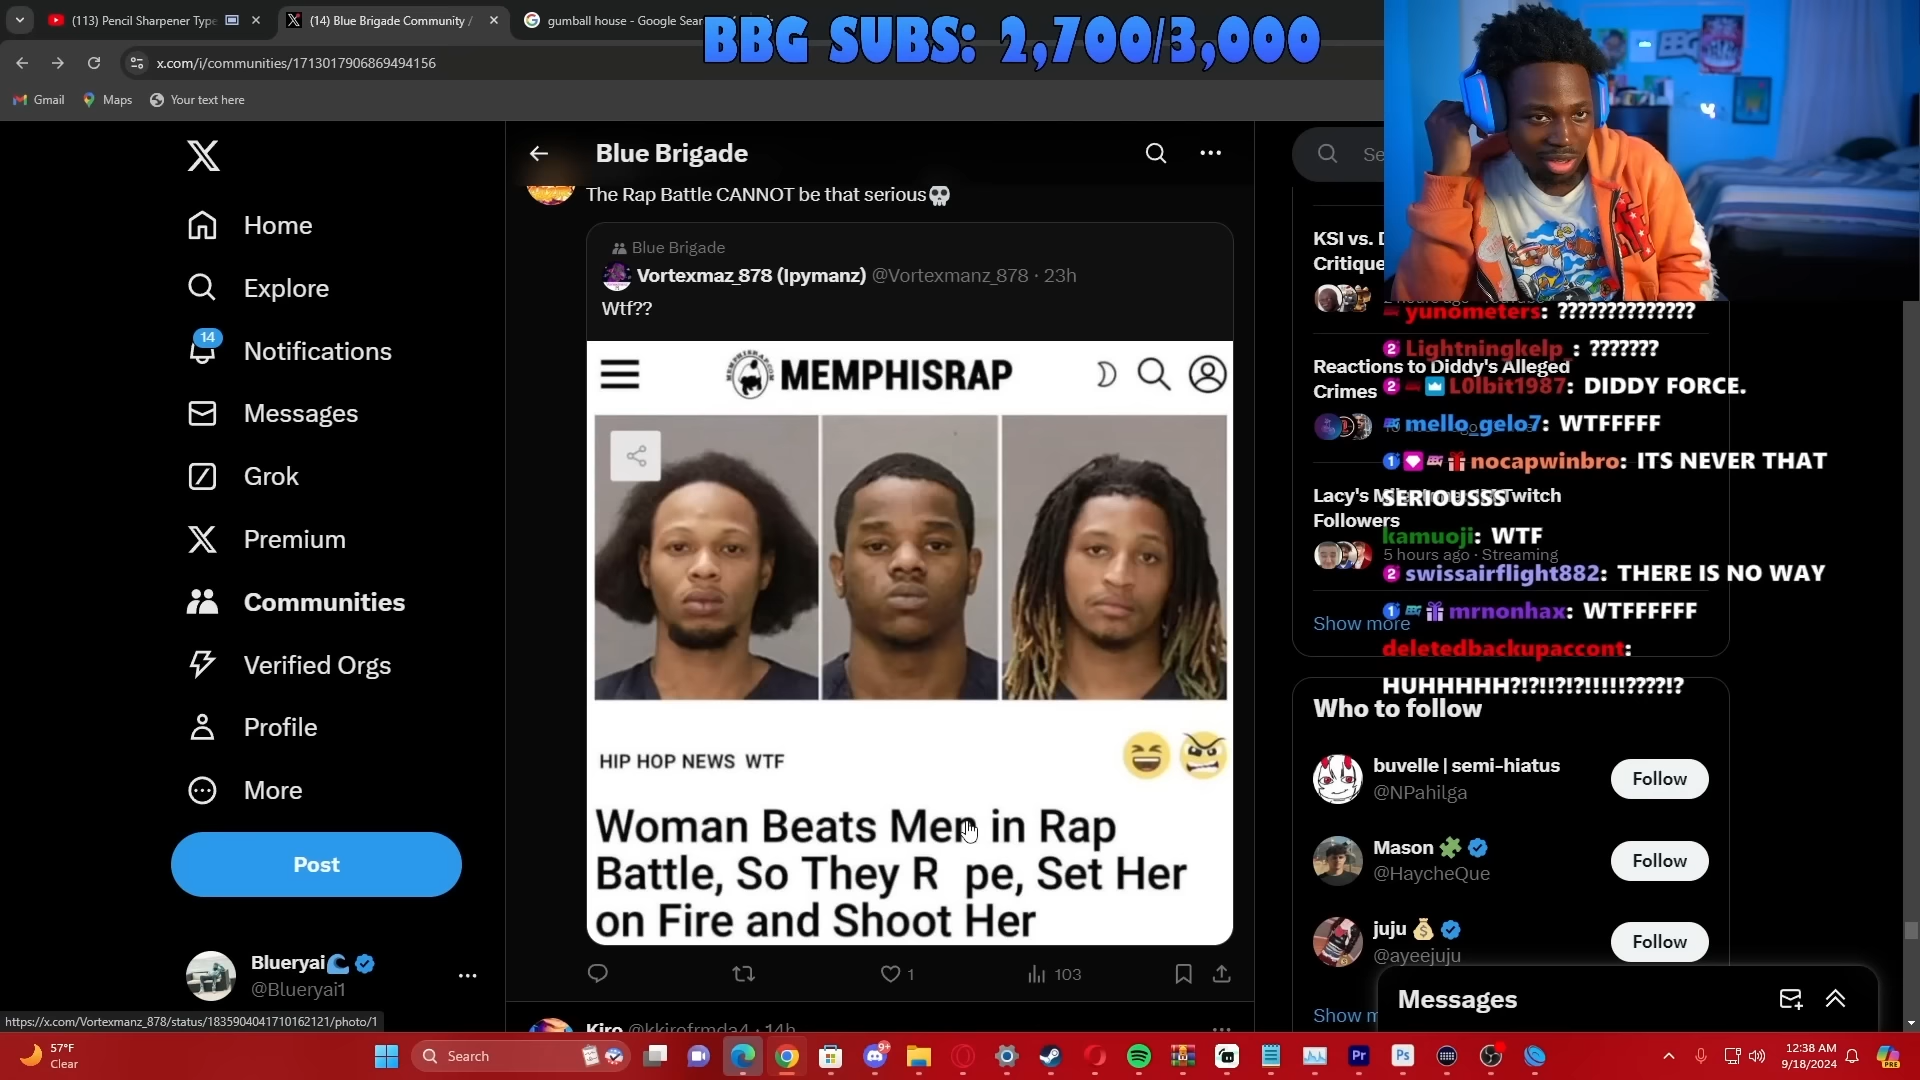 (113) Pencil Sharpener Type
(14) Blue Brigade Community /
gumball house - Google Sear
BBG SUBS: 2,700/3,000
x.com/i/communities/1713017906869494156
Gmail
Maps
Your text here
Home
Explore
14
Notifications
Messages
Grok
Premium
Communities
Verified Orgs
Profile
More
Post
Blueryai
@Blueryai1
https://x.com/Vortexmanz_878/status/1835904041710162121/photo/1
Blue Brigade
The Rap Battle CANNOT be that serious💀
Blue Brigade
Vortexmaz_878 (Ipymanz) @Vortexmanz_878 · 23h
Wtf??
MEMPHISRAP
HIP HOP NEWS WTF
Woman Beats Men in Rap
Battle, So They R pe, Set Her
on Fire and Shoot Her
1
103
Kiro @kkirofrmda4 · 14h
KSI vs. D
Critique
Reactions to Diddy's Alleged
Crimes
Twitch
Followers
5 hours ago · Streaming
Show more
yunometers: ??????????????
Lightningkelp_: ???????
L0lbit1987: DIDDY FORCE.
mello_gelo7: WTFFFFF
nocapwinbro: ITS NEVER THAT
SERIOUSSS
kamuoji: WTF
swissairflight882: THERE IS NO WAY
mrnonhax: WTFFFFFF
deletedbackupaccont:
HUHHHHH?!?!!?!?!!!!!????!?
Who to follow
buvelle | semi-hiatus
@NPahilga
Follow
Mason
@HaycheQue
Follow
juju
@ayeejuju
Follow
Show m
Messages
57°F
Clear
Search
9+
12:38 AM
9/18/2024